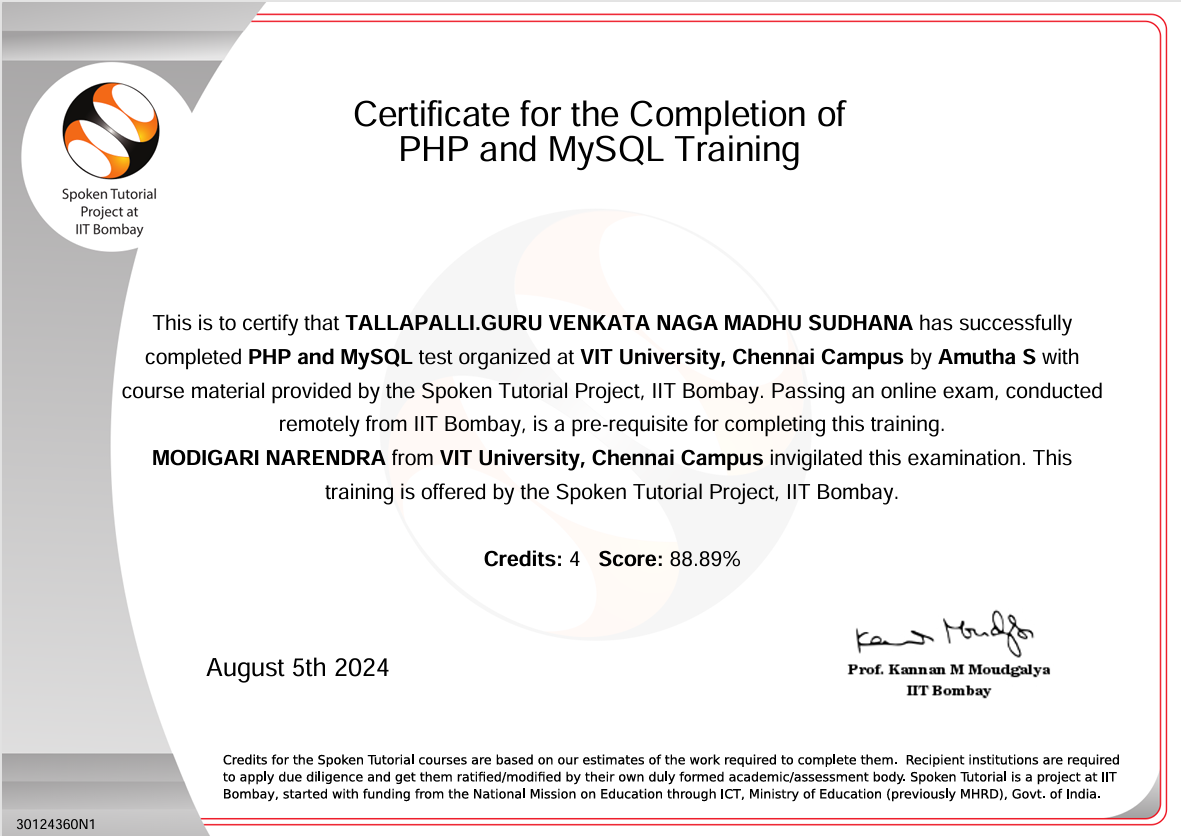 Certificate for the Completion of
PHP and MySQL Training
Spoken Tutorial
Project at
IIT Bombay
This is to certify that TALLAPALLI.GURU VENKATA NAGA MADHU SUDHANA has successfully
completed PHP and MySQL test organized at VIT University, Chennai Campus by Amutha S with
course material provided by the Spoken Tutorial Project, IIT Bombay. Passing an online exam, conducted
remotely from IIT Bombay, is a pre-requisite for completing this training.
MODIGARI NARENDRA from VIT University, Chennai Campus invigilated this examination. This
training is offered by the Spoken Tutorial Project, IIT Bombay.
Credits: 4 Score: 88.89%
August 5th 2024
Prof. Kannan M Moudgalya
IIT Bombay
Credits for the Spoken Tutorial courses are based on our estimates of the work required to complete them. Recipient institutions are required
to apply due diligence and get them ratified/modified by their own duly formed academic/assessment body. Spoken Tutorial is a project at IIT
Bombay, started with funding from the National Mission on Education through ICT, Ministry of Education (previously MHRD), Govt. of India.
30124360N1